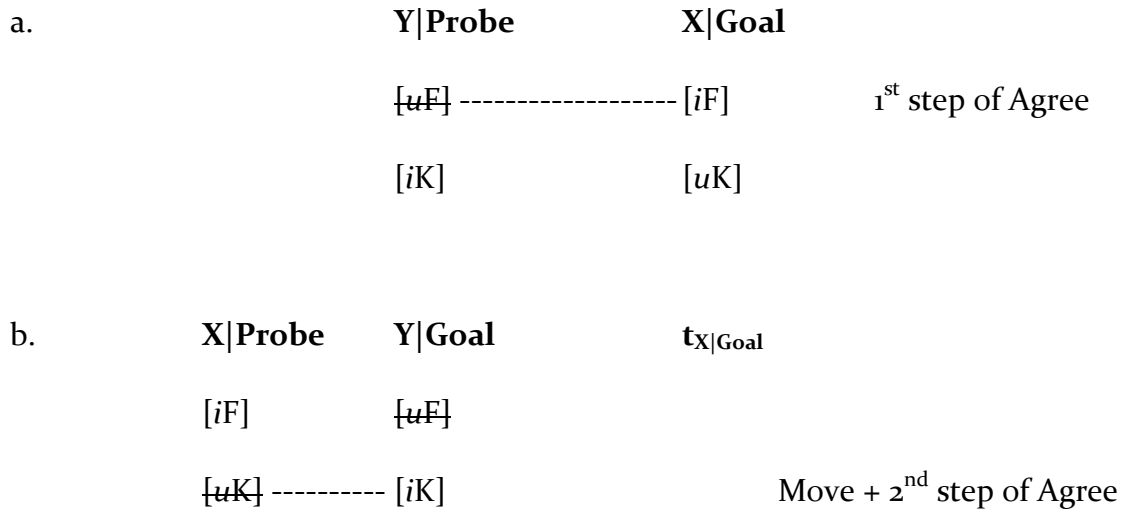 a. Y|Probe X|Goal
[uF] -------------------- [iF] 1st step of Agree
[iK] [uK]
b. X|Probe Y|Goal tX|Goal
[iF] [uF]
[uK] ---------- [iK] Move + 2nd step of Agree